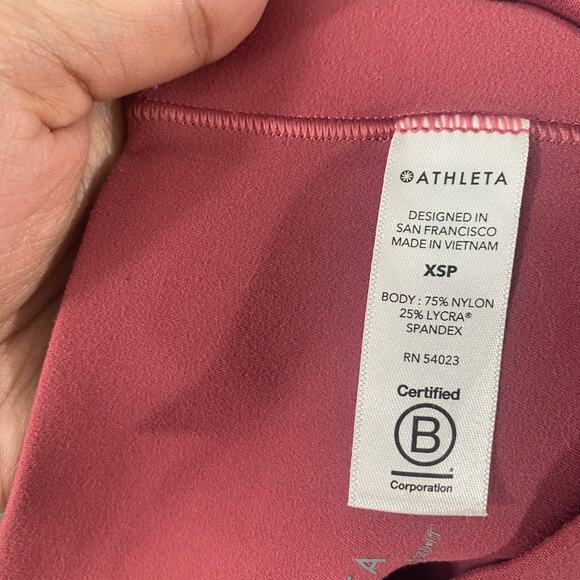 ATHLETA
DESIGNED IN
SAN FRANCISCO
MADE IN VIETNAM
XSP
BODY : 75% NYLON
25% LYCRA®
SPANDEX
RN 54023
Certified
B
Corporation